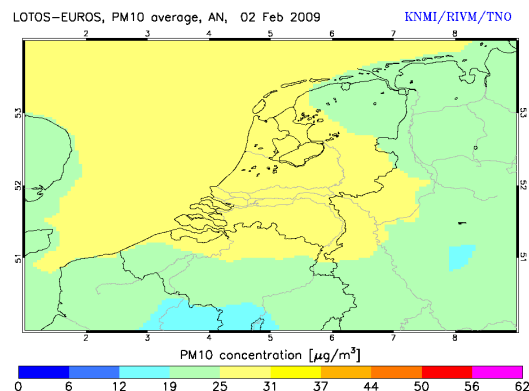 LOTOS-EUROS, PM10 average, AN, 02 Feb 2009 KNMI/RIVM/TNO
2 3 4 5 6 7 8
53 53
52 52
51 51
2 3 4 5 6 7 8
PM10 concentration [μg/m³]
0 6 12 19 25 31 37 44 50 56 62